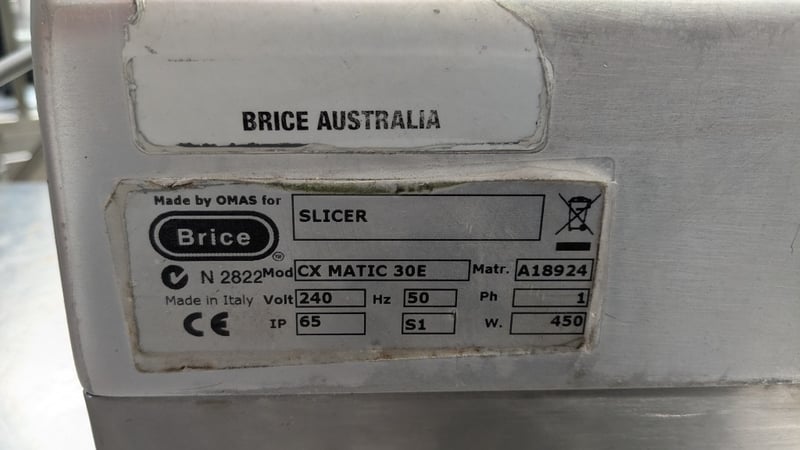 BRICE AUSTRALIA
Made by OMAS for
Brice ®
SLICER
N 2822 Mod CX MATIC 30E Matr. A18924
Made in Italy Volt 240 Hz 50 Ph 1
CE IP 65 S1 W. 450